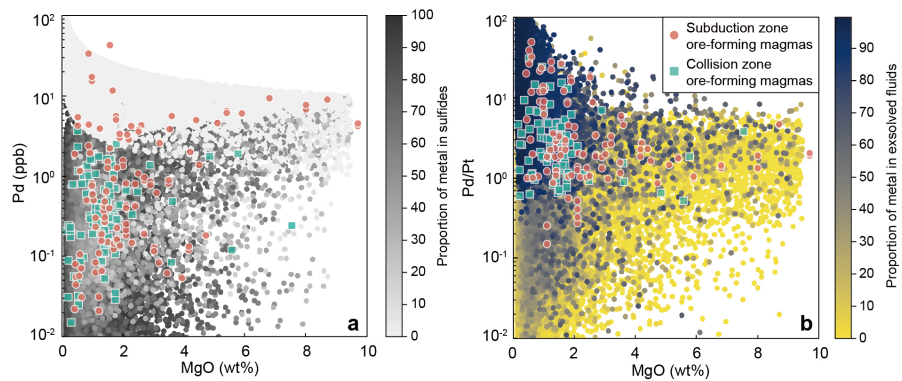 10²
10¹
10⁰
10⁻¹
10⁻²
Pd (ppb)
0 2 4 6 8 10
MgO (wt%)
a
100
90
80
70
60
50
40
30
20
10
0
Proportion of metal in sulfides
10²
10¹
10⁰
10⁻¹
10⁻²
Pd/Pt
0 2 4 6 8 10
MgO (wt%)
b
Subduction zone
ore-forming magmas
Collision zone
ore-forming magmas
90
80
70
60
50
40
30
20
10
0
Proportion of metal in exsolved fluids